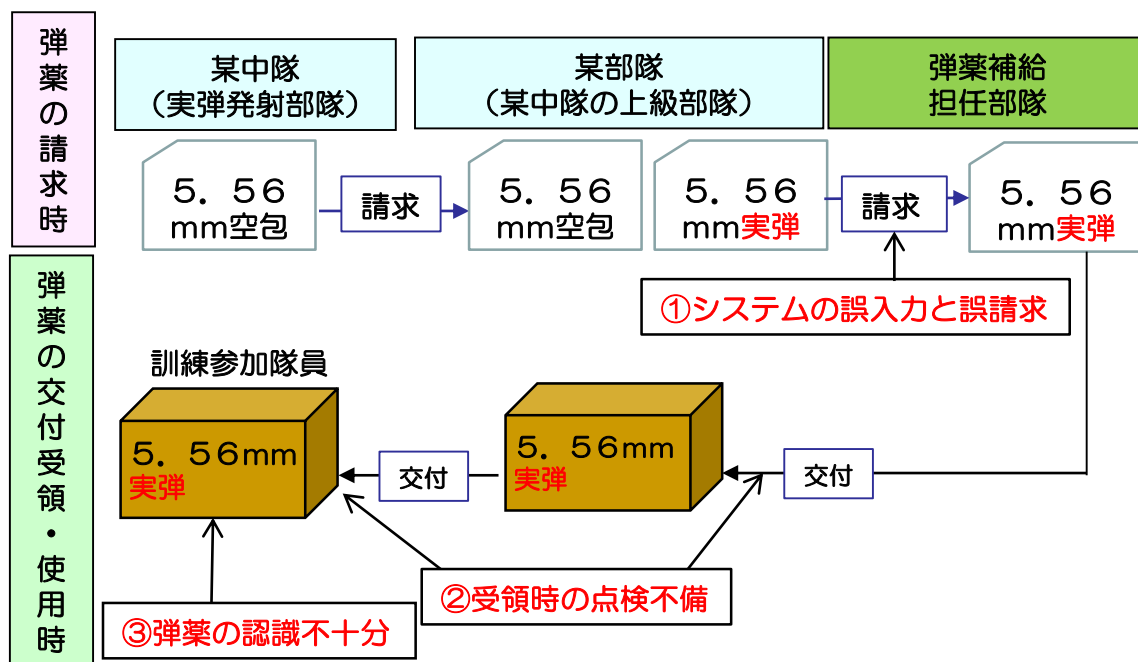 弾薬の請求時
某中隊
（実弾発射部隊）
某部隊
（某中隊の上級部隊）
弾薬補給
担任部隊
５．５６
ｍｍ空包
請求
５．５６
ｍｍ空包
５．５６
ｍｍ実弾
請求
５．５６
ｍｍ実弾
①システムの誤入力と誤請求
弾薬の交付受領・使用時
訓練参加隊員
５．５６ｍｍ
実弾
交付
５．５６ｍｍ
実弾
交付
②受領時の点検不備
③弾薬の認識不十分